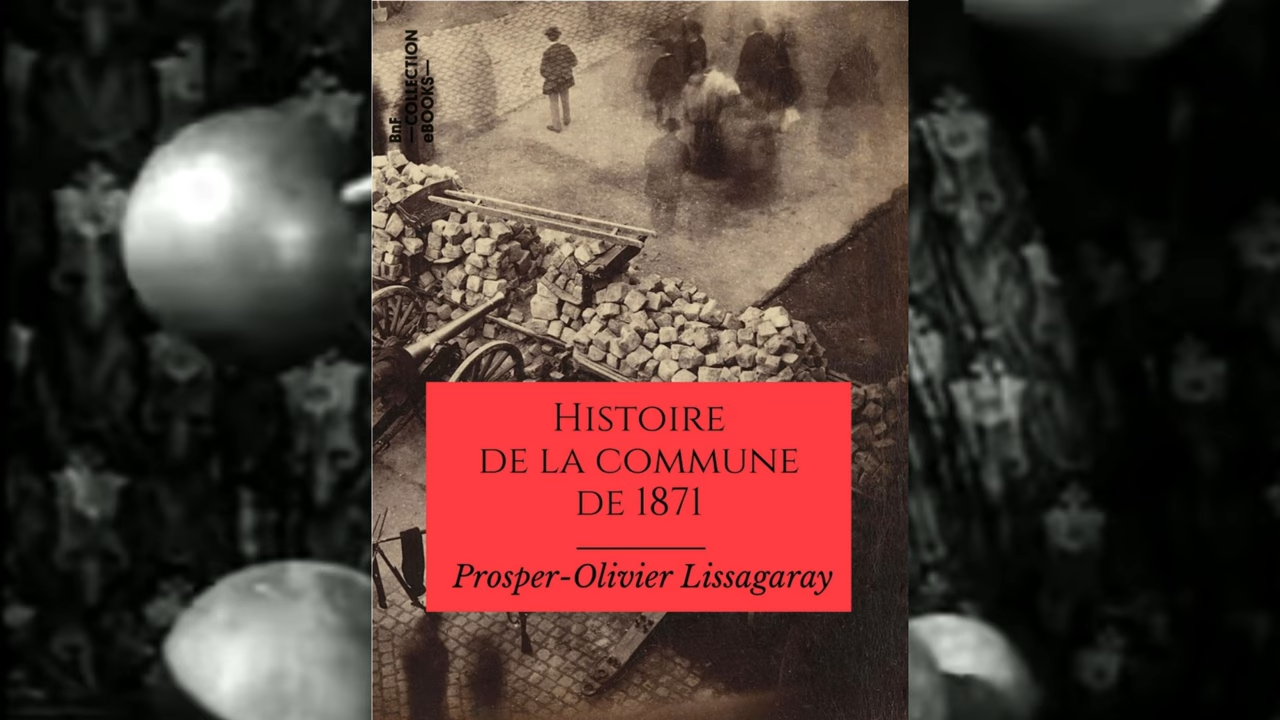 BnF
—COLLECTION
eBOOKS—
HISTOIRE
DE LA COMMUNE
DE 1871
Prosper-Olivier Lissagaray